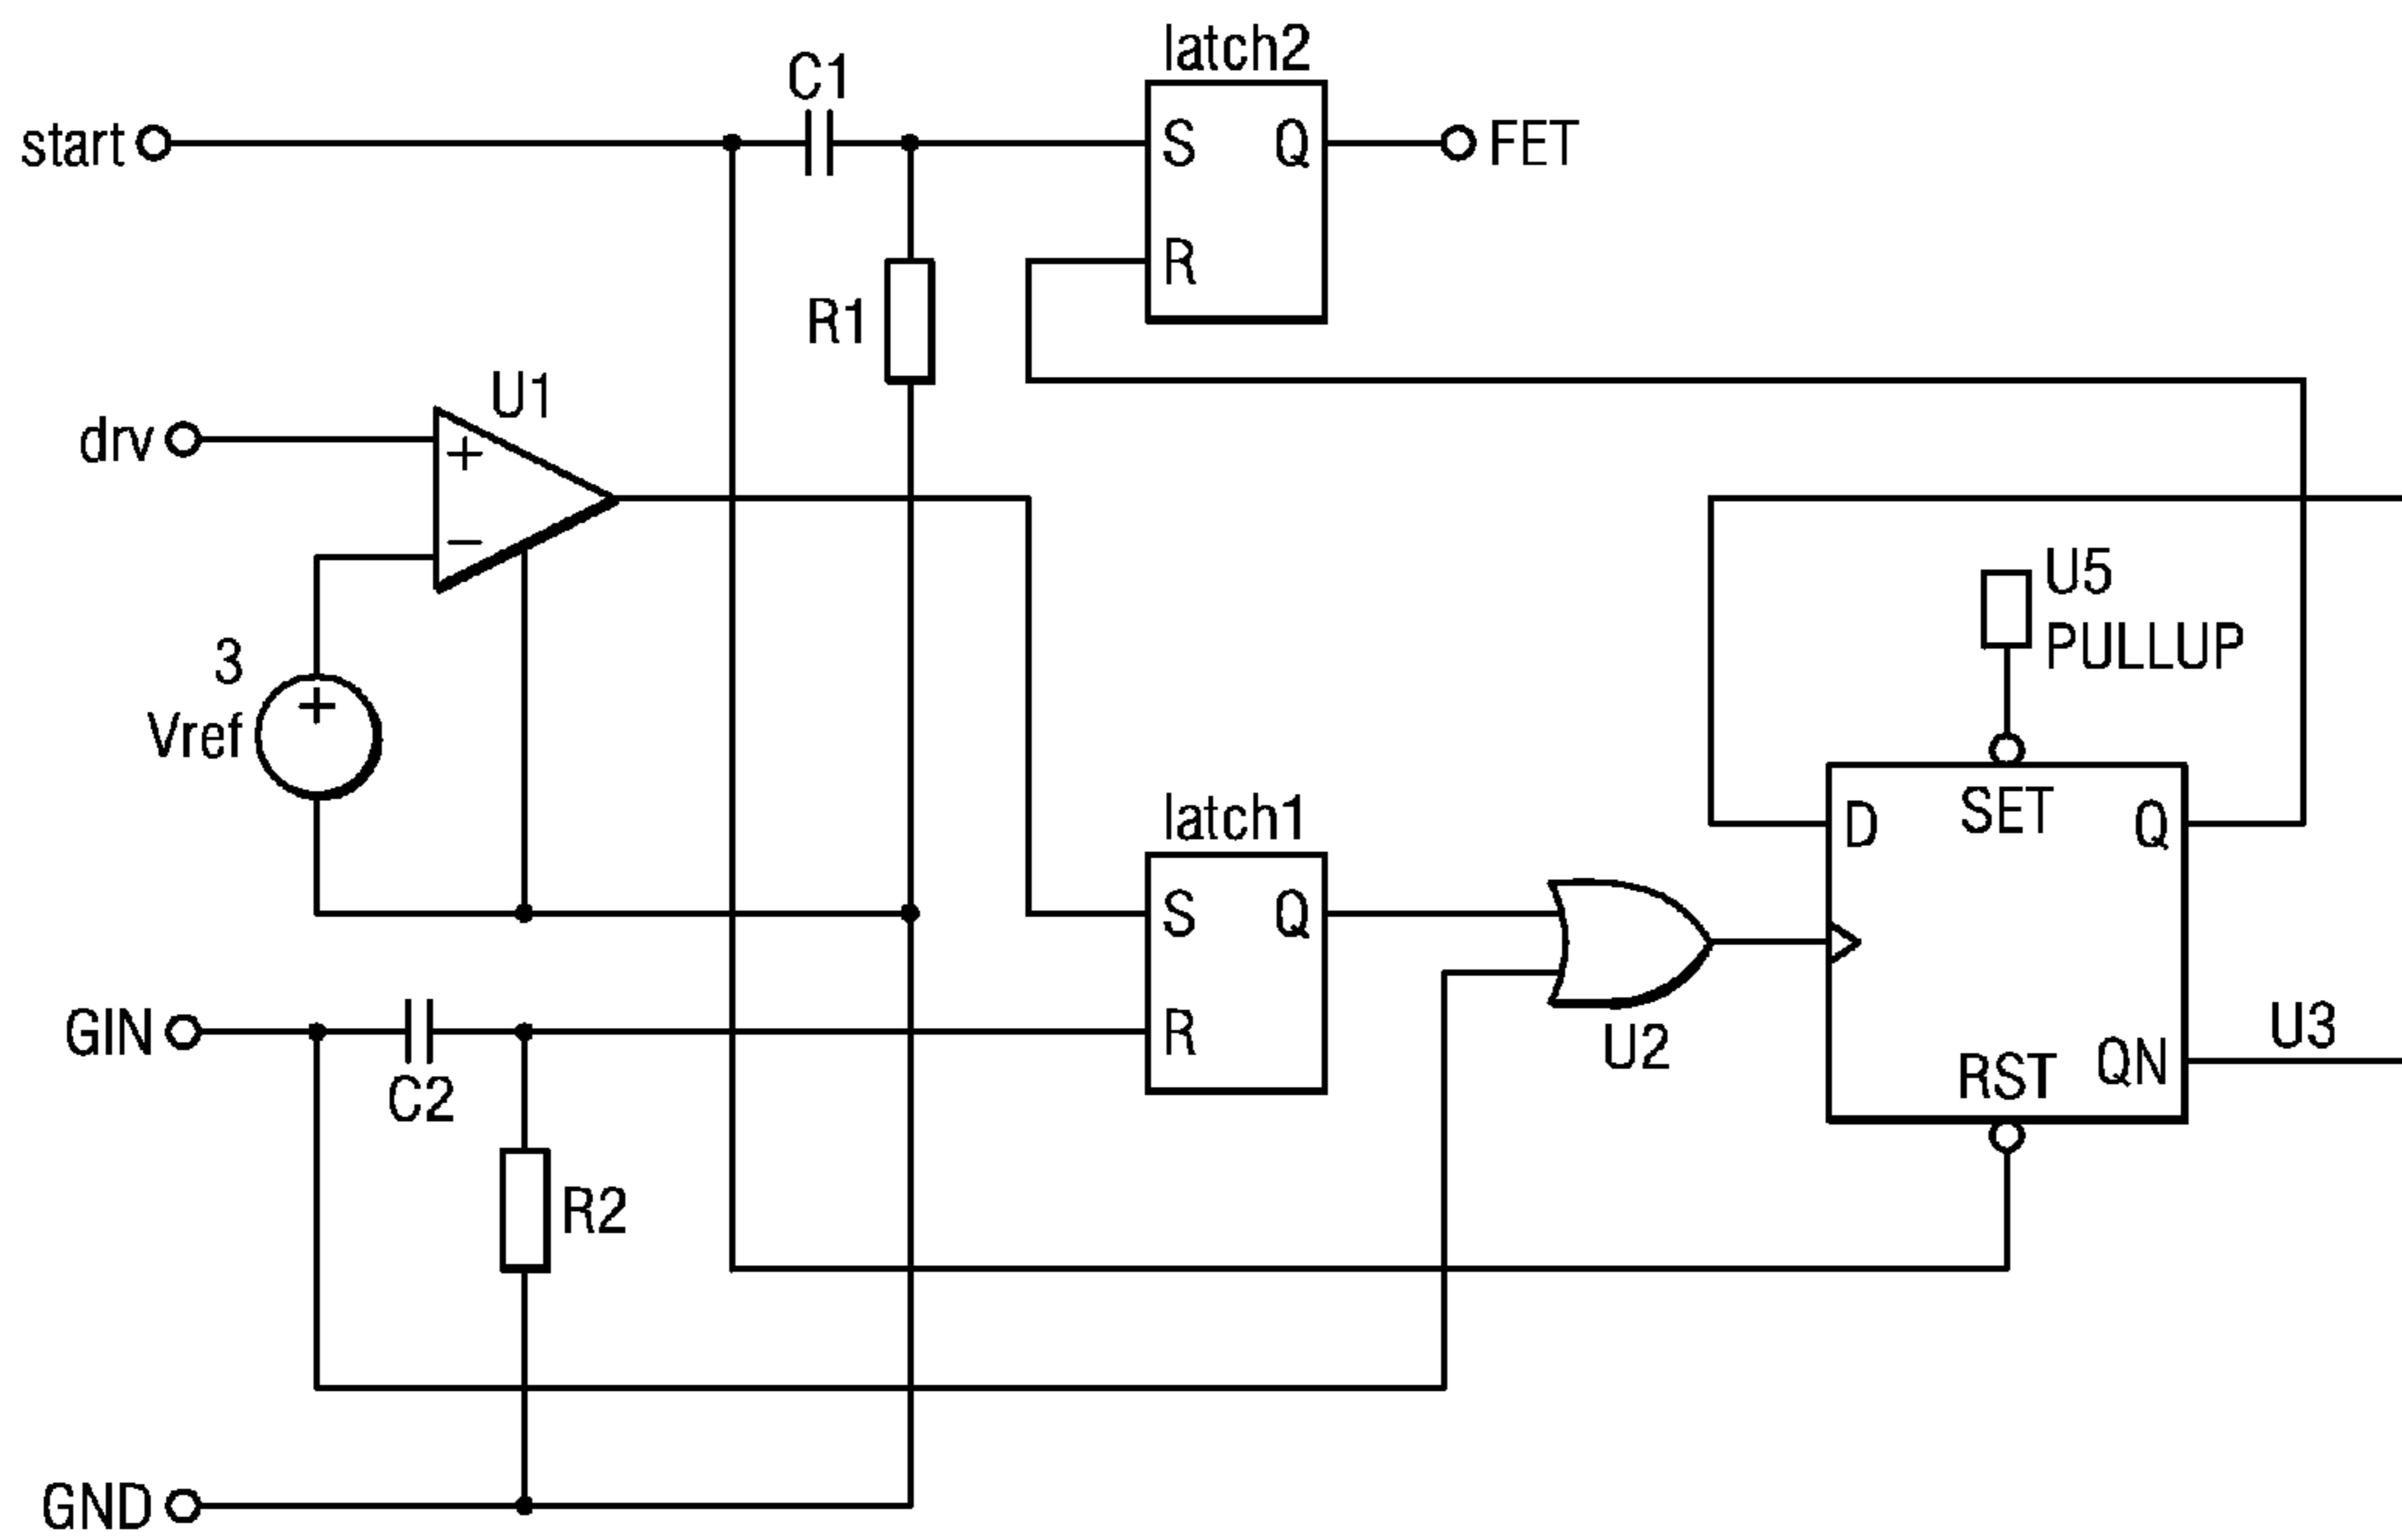 latch2
C1
start
S Q
FET
R
R1
U1
drv
+
−
U5
PULLUP
3
Vref
+
latch1
D SET Q
S Q
GIN
R
C2
U2
U3
RST QN
R2
GND